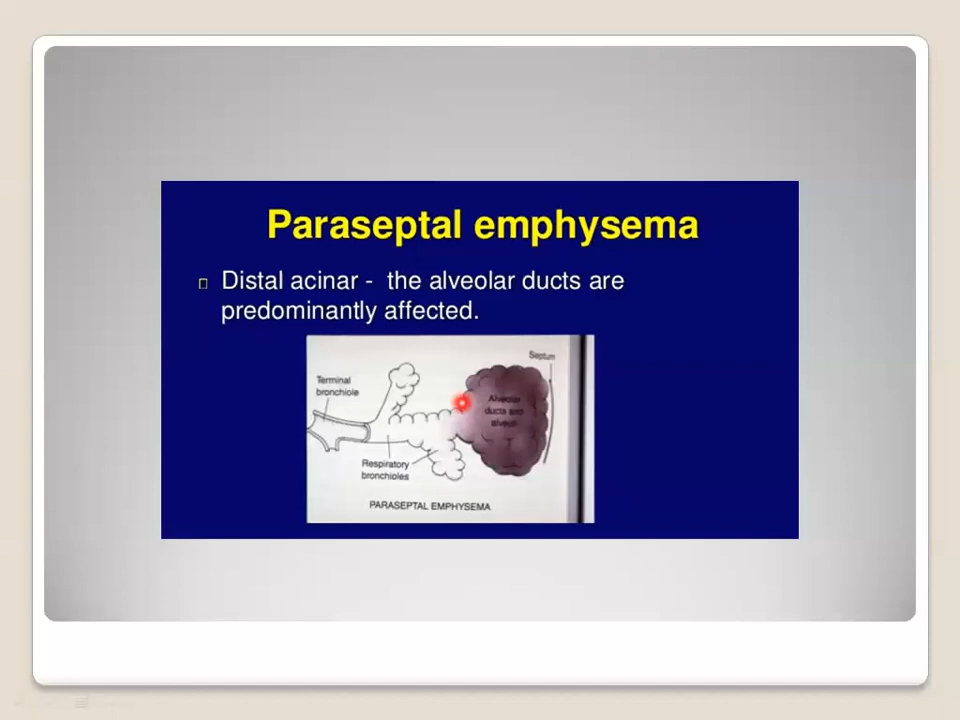 Paraseptal emphysema
Distal acinar - the alveolar ducts are
predominantly affected.
Septum
Terminal
bronchiole
Alveolar
ducts and
alveoli
Respiratory
bronchioles
PARASEPTAL EMPHYSEMA